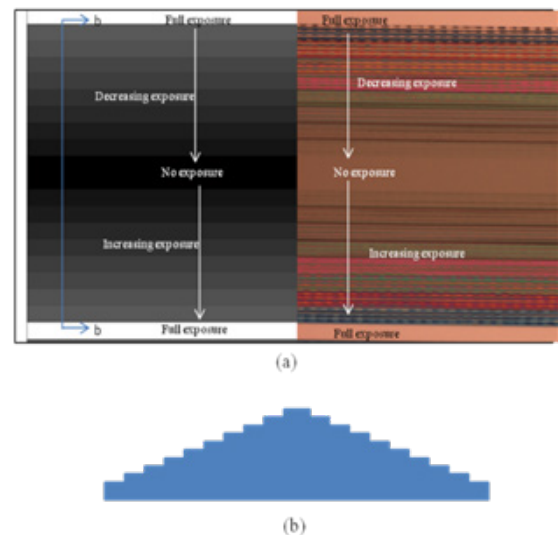 b Full exposure Full exposure
Decreasing exposure Decreasing exposure
No exposure No exposure
Increasing exposure Increasing exposure
b Full exposure Full exposure
(a)
(b)